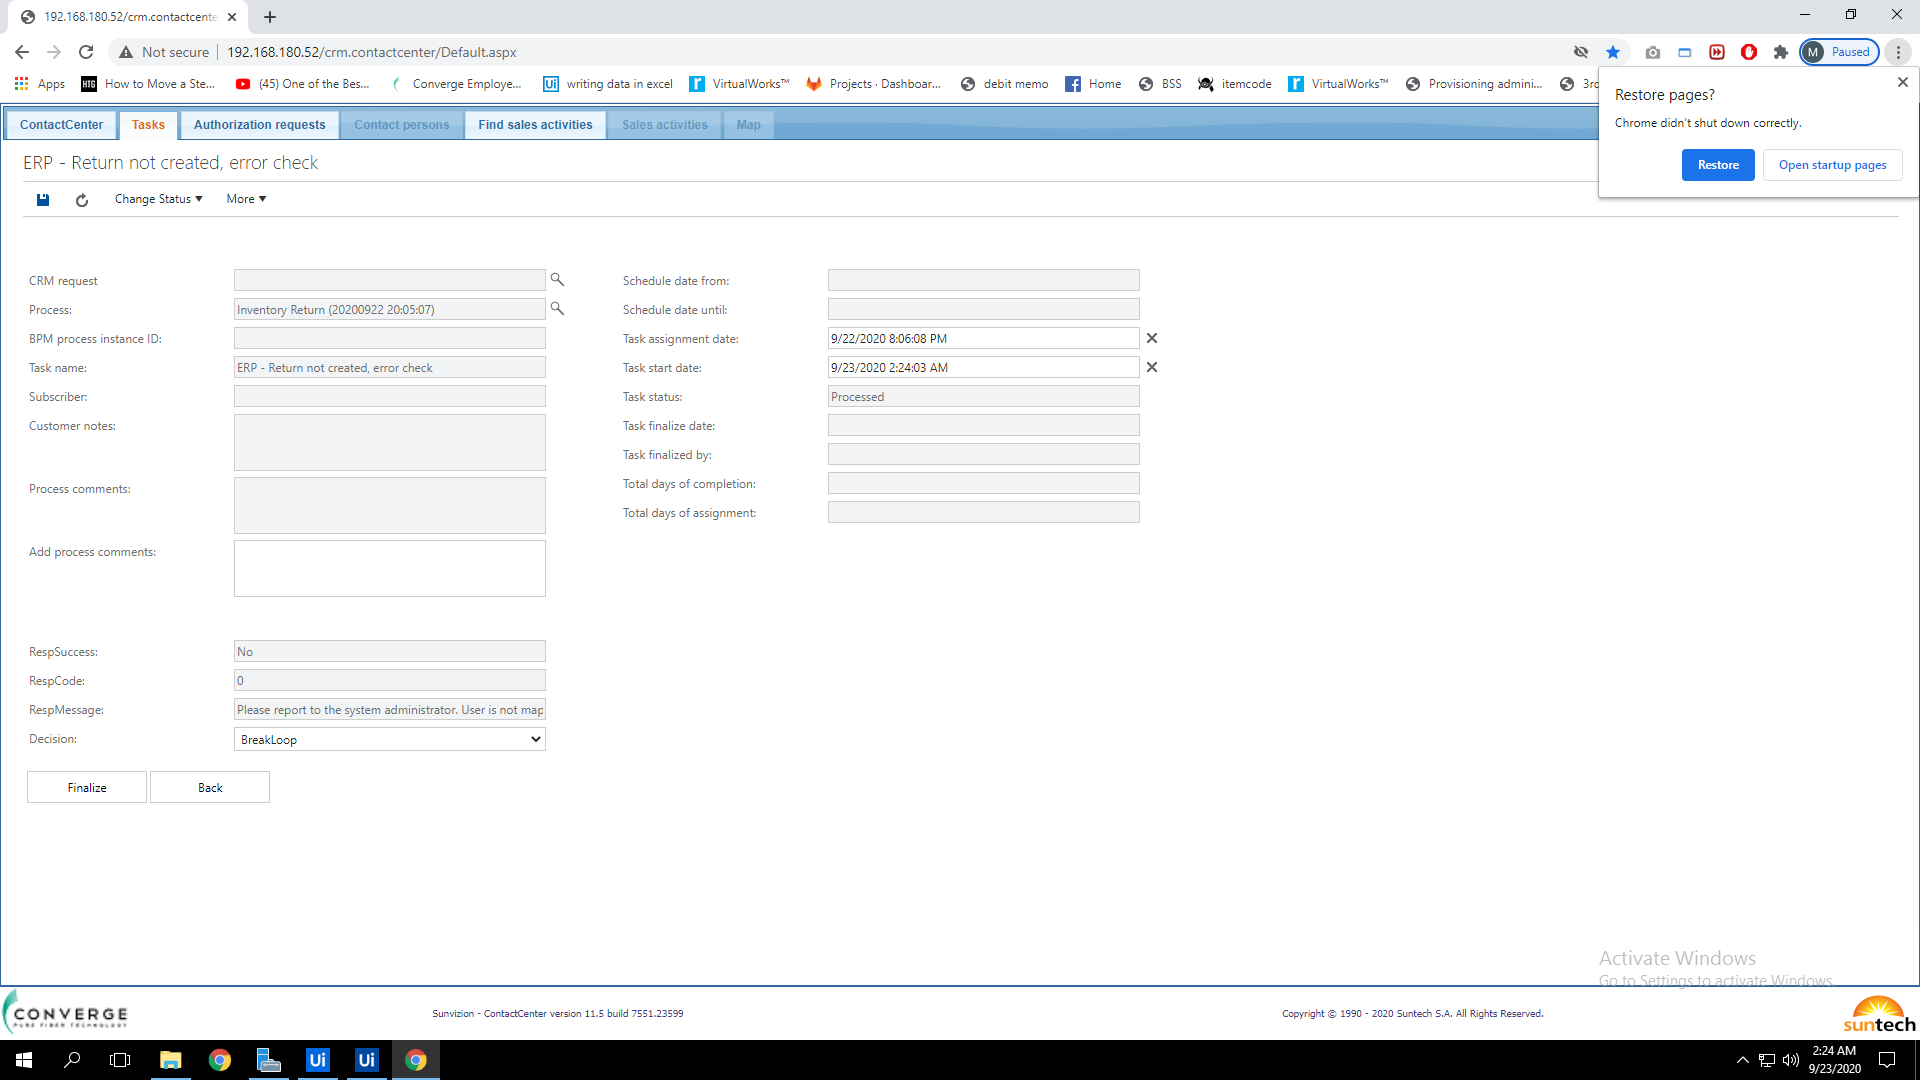 192.168.180.52/crm.contactcente
Not secure
192.168.180.52/crm.contactcenter/Default.aspx
M Paused
Apps
HTG How to Move a Ste...
(45) One of the Bes...
Converge Employe...
Ui writing data in excel
r VirtualWorks™
Projects · Dashboar...
debit memo
Home
BSS
itemcode
r VirtualWorks™
Provisioning admini...
3rd
Restore pages?
Chrome didn't shut down correctly.
Restore
Open startup pages
ContactCenter
Tasks
Authorization requests
Contact persons
Find sales activities
Sales activities
Map
ERP - Return not created, error check
Change Status
More
CRM request
Process: Inventory Return (20200922 20:05:07)
BPM process instance ID:
Task name: ERP - Return not created, error check
Subscriber:
Customer notes:
Process comments:
Add process comments:
Schedule date from:
Schedule date until:
Task assignment date: 9/22/2020 8:06:08 PM
Task start date: 9/23/2020 2:24:03 AM
Task status: Processed
Task finalize date:
Task finalized by:
Total days of completion:
Total days of assignment:
RespSuccess: No
RespCode: 0
RespMessage: Please report to the system administrator. User is not map
Decision: BreakLoop
Finalize
Back
Activate Windows
Go to Settings to activate Windows.
CONVERGE
PURE FIBER TECHNOLOGY
Sunvizion - ContactCenter version 11.5 build 7551.23599
Copyright © 1990 - 2020 Suntech S.A. All Rights Reserved.
suntech
Ui
Ui
2:24 AM
9/23/2020